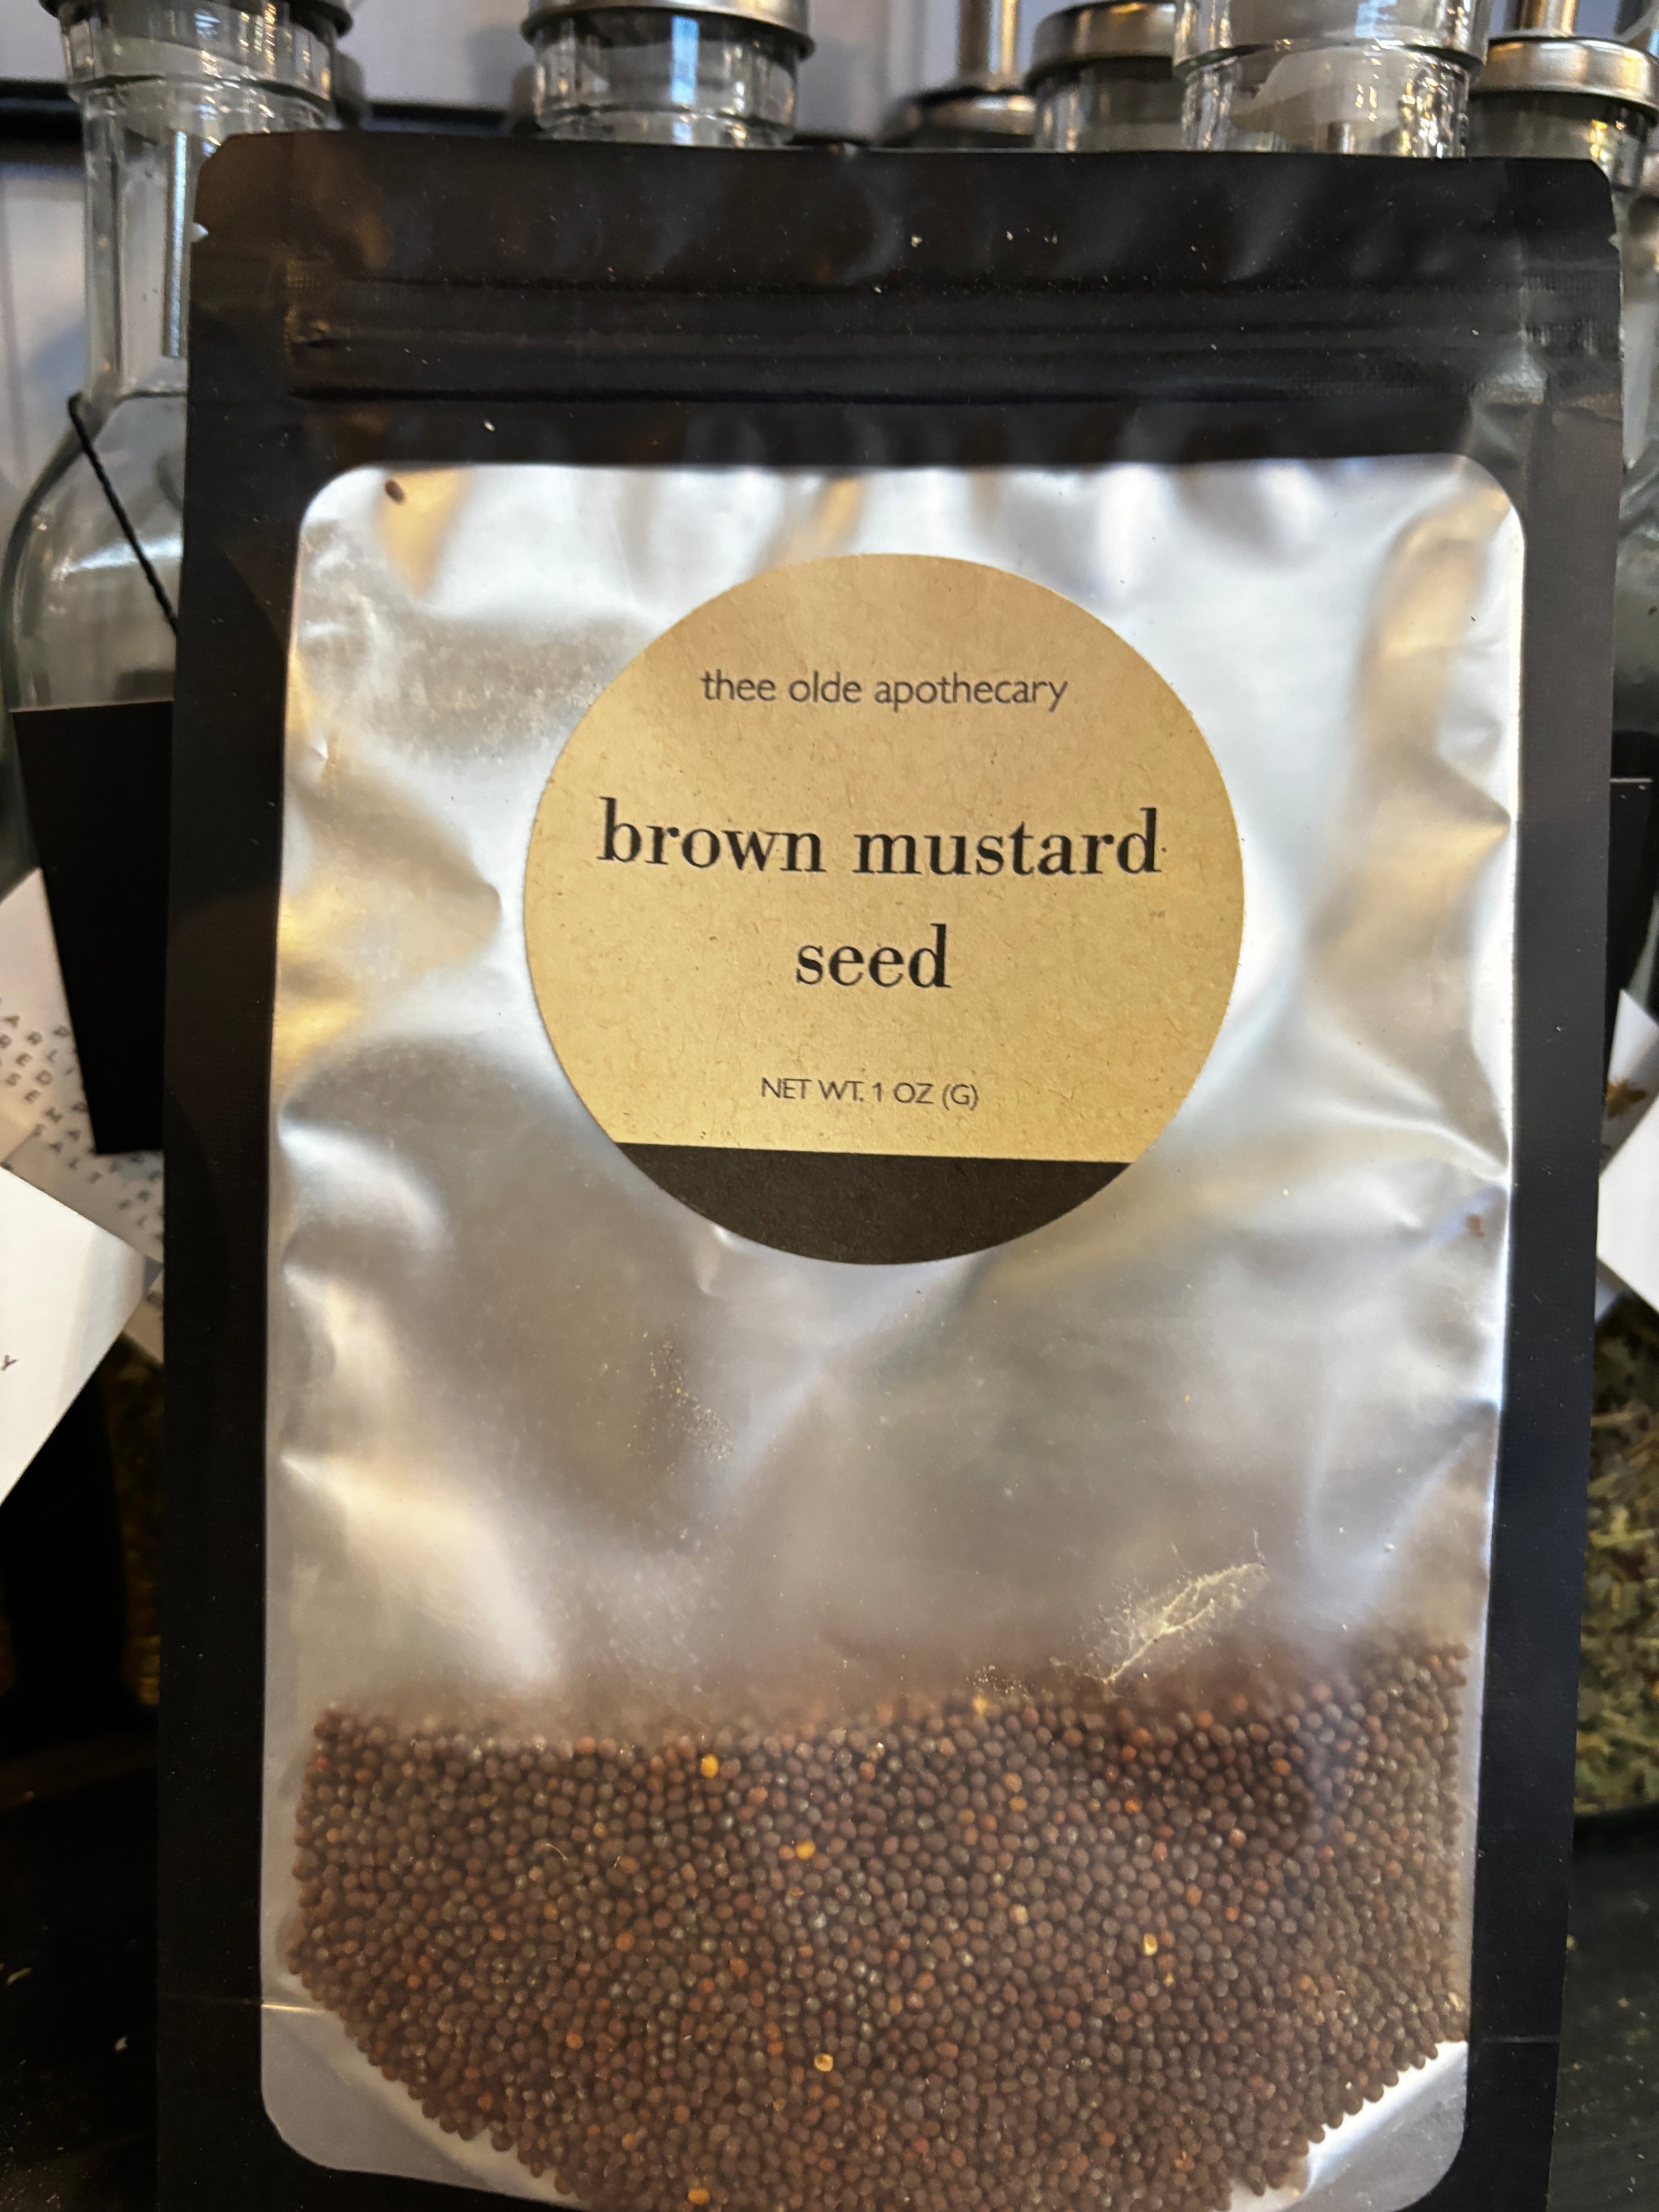 thee olde apothecary
brown mustard
seed
NET WT. 1 OZ (G)